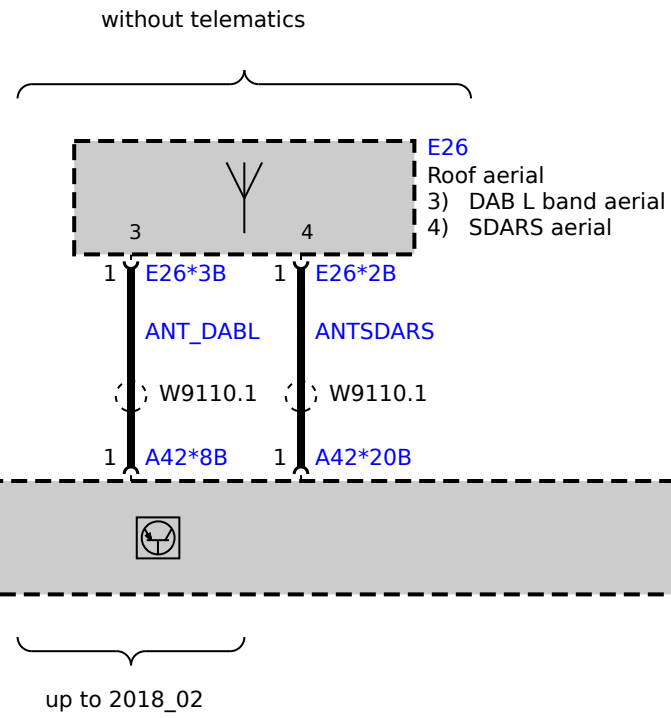 without telematics
E26
Roof aerial
3) DAB L band aerial
4) SDARS aerial
3 4
1 E26*3B 1 E26*2B
ANT_DABL ANTSDARS
W9110.1 W9110.1
1 A42*8B 1 A42*20B
up to 2018_02